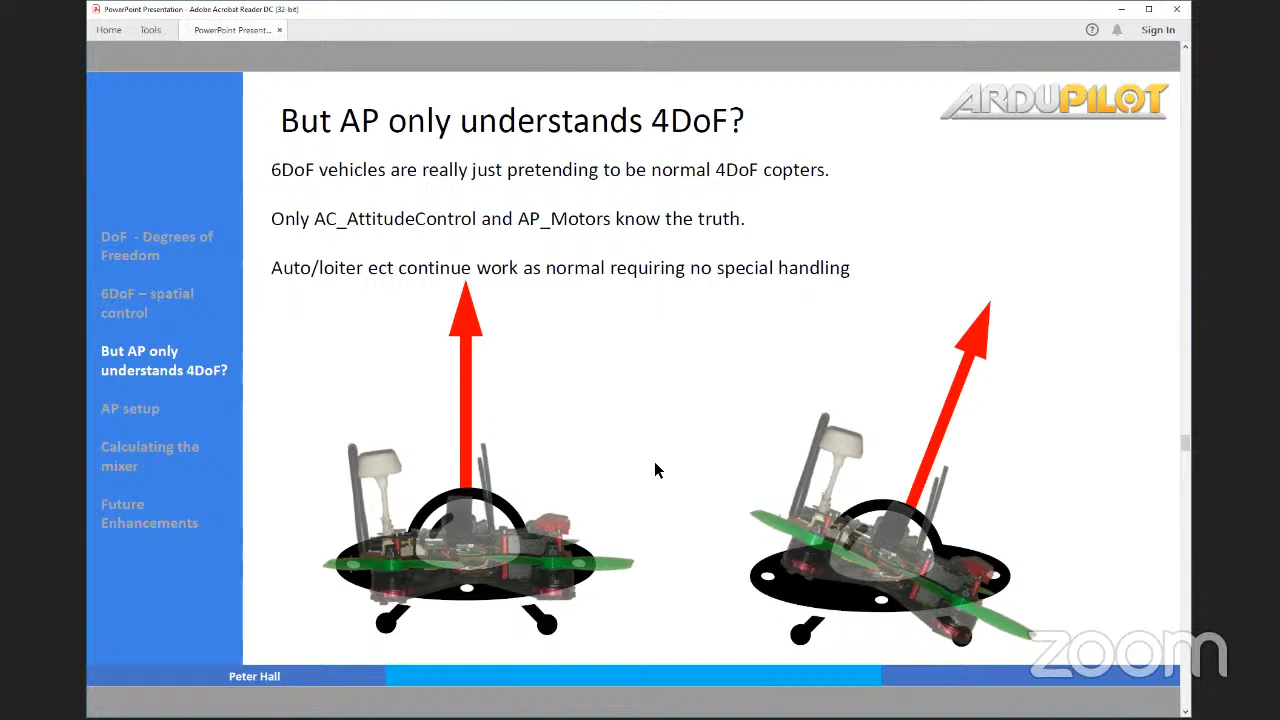 PowerPoint Presentation - Adobe Acrobat Reader DC (32-bit)
Home
Tools
PowerPoint Present...
Sign In
ARDUPILOT
But AP only understands 4DoF?
6DoF vehicles are really just pretending to be normal 4DoF copters.
Only AC_AttitudeControl and AP_Motors know the truth.
Auto/loiter ect continue work as normal requiring no special handling
DoF - Degrees of
Freedom
6DoF – spatial
control
But AP only
understands 4DoF?
AP setup
Calculating the
mixer
Future
Enhancements
Peter Hall
zoom